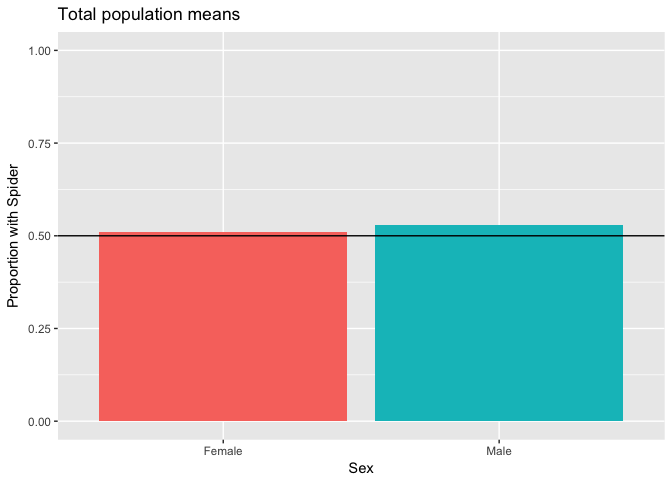 Total population means
Proportion with Spider
1.00
0.75
0.50
0.25
0.00
Female
Male
Sex